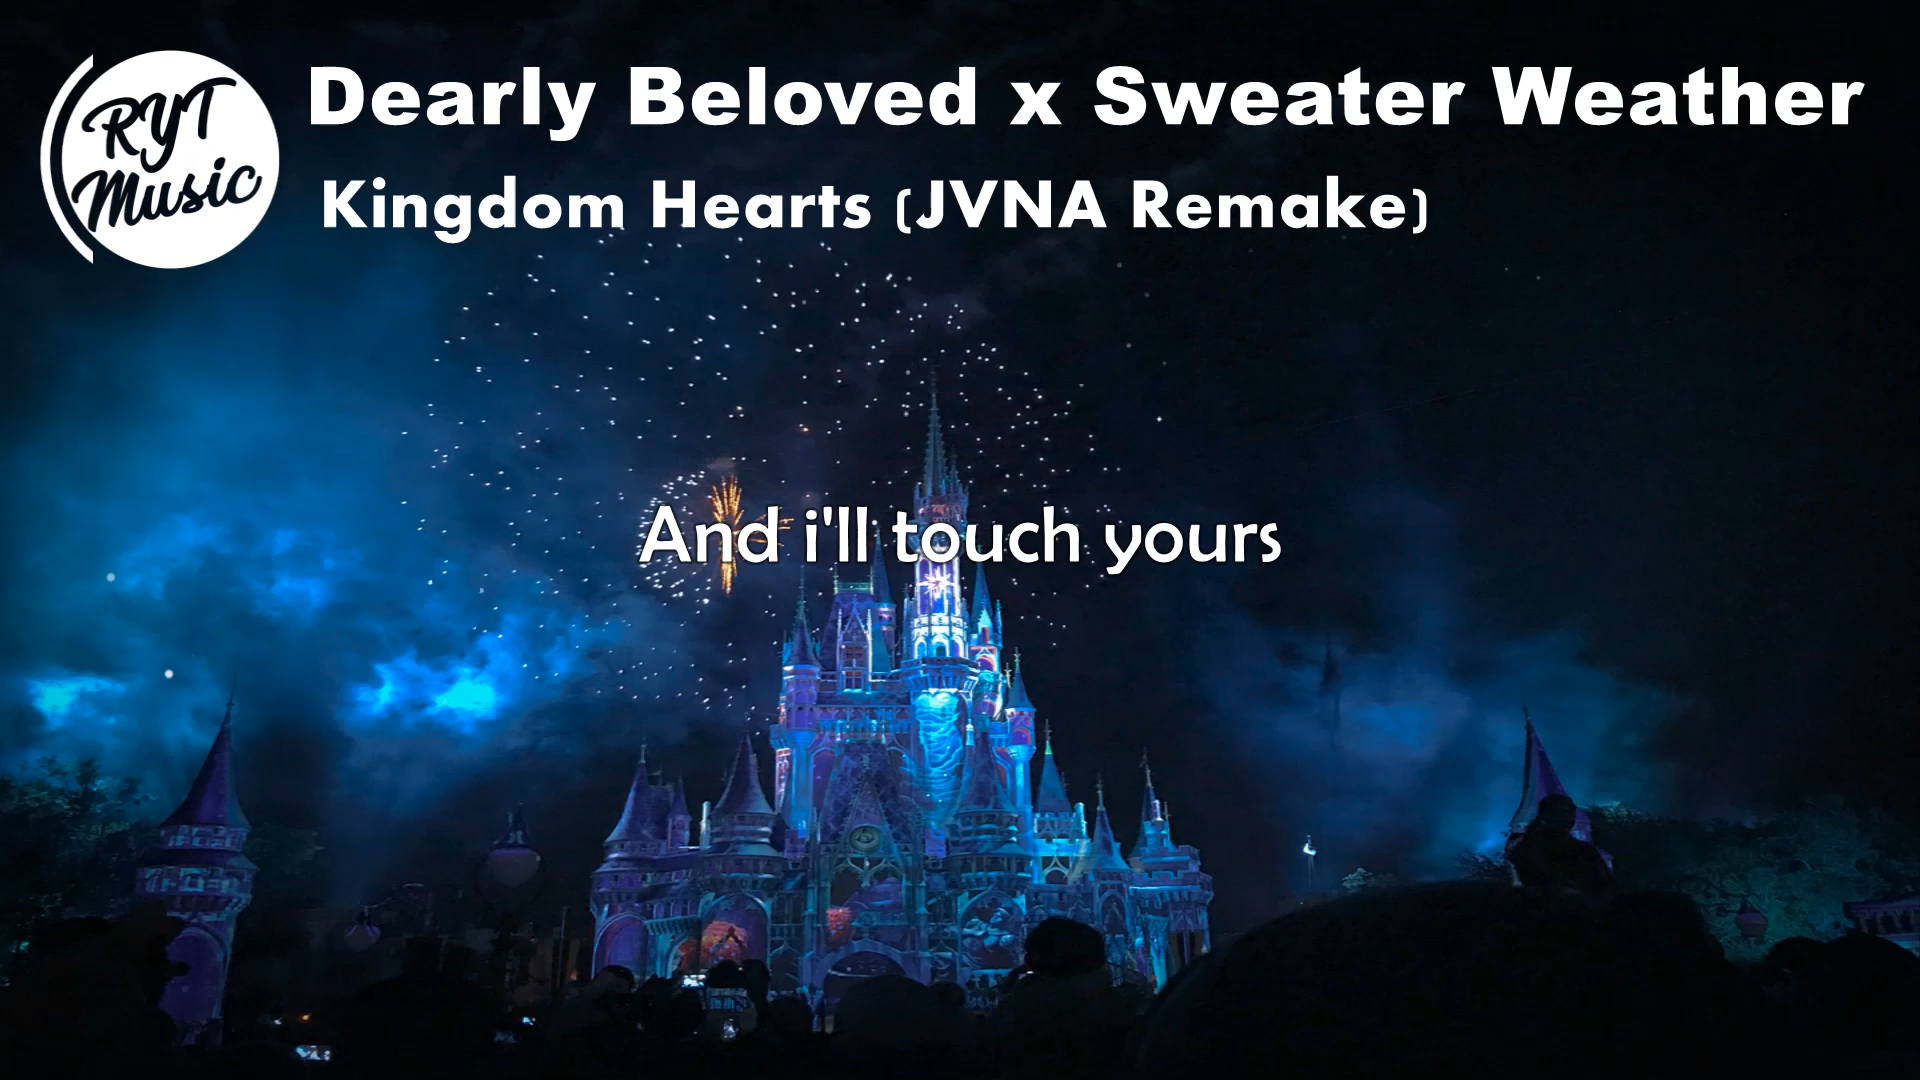 RYT
Music
Dearly Beloved x Sweater Weather
Kingdom Hearts (JVNA Remake)
And i'll touch yours